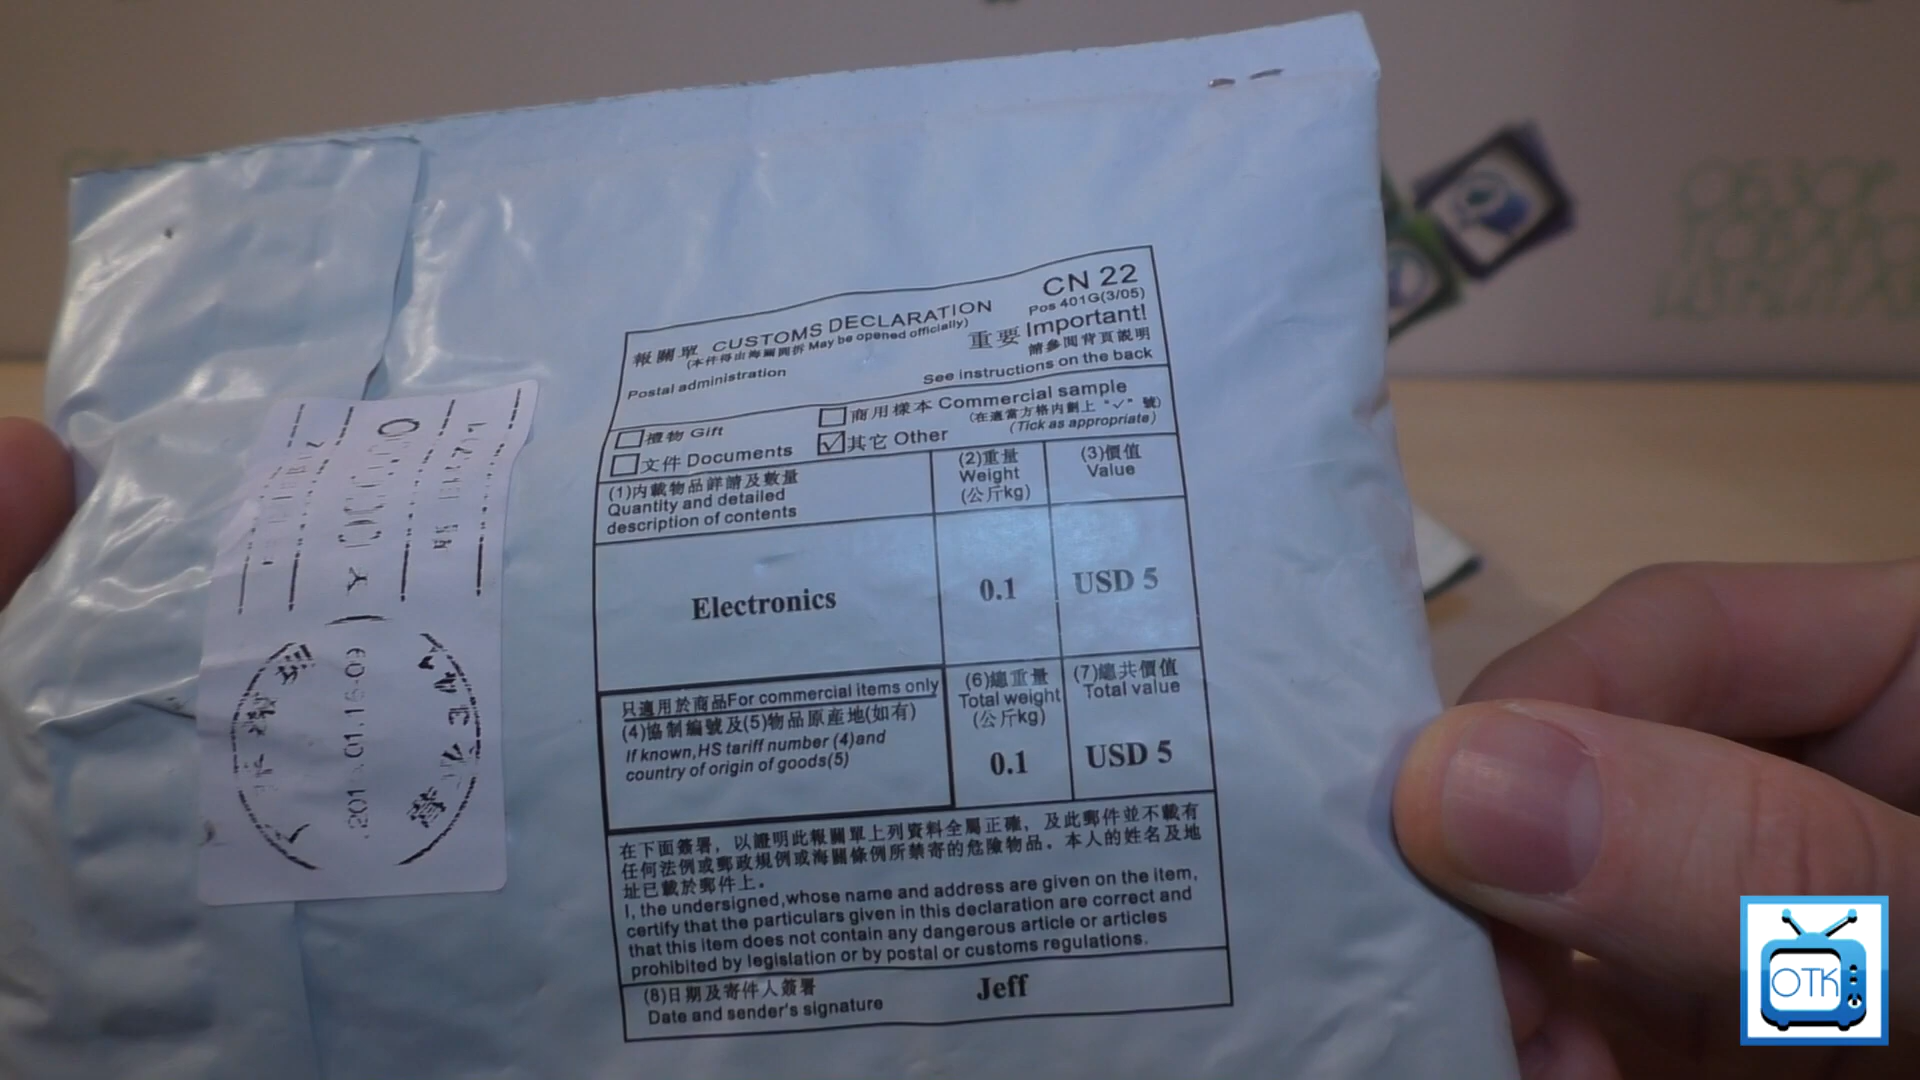 CN 22
報關單 CUSTOMS DECLARATION
Pos 401G(3/05)
(本件得由海關開拆 May be opened officially)
重要 Important!
請參閱背頁説明
Postal administration
See instructions on the back
禮物 Gift
商用樣本 Commercial sample
(在適當方格内劃上 "✓" 號)
文件 Documents
其它 Other
(Tick as appropriate)
(1)内載物品詳請及數量
Quantity and detailed
description of contents
(2)重量
Weight
(公斤kg)
(3)價值
Value
Electronics
0.1
USD 5
只適用於商品For commercial items only
(4)協制編號及(5)物品原産地(如有)
If known,HS tariff number (4)and
country of origin of goods(5)
(6)總重量
Total weight
(公斤kg)
0.1
(7)總共價值
Total value
USD 5
在下面簽署，以證明此報關單上列資料全屬正確，及此郵件並不載有
任何法例或郵政規例或海關條例所禁寄的危險物品。本人的姓名及地
址已載於郵件上。
I, the undersigned,whose name and address are given on the item,
certify that the particulars given in this declaration are correct and
that this item does not contain any dangerous article or articles
prohibited by legislation or by postal or customs regulations.
(8)日期及寄件人簽署
Date and sender's signature
Jeff
OTK